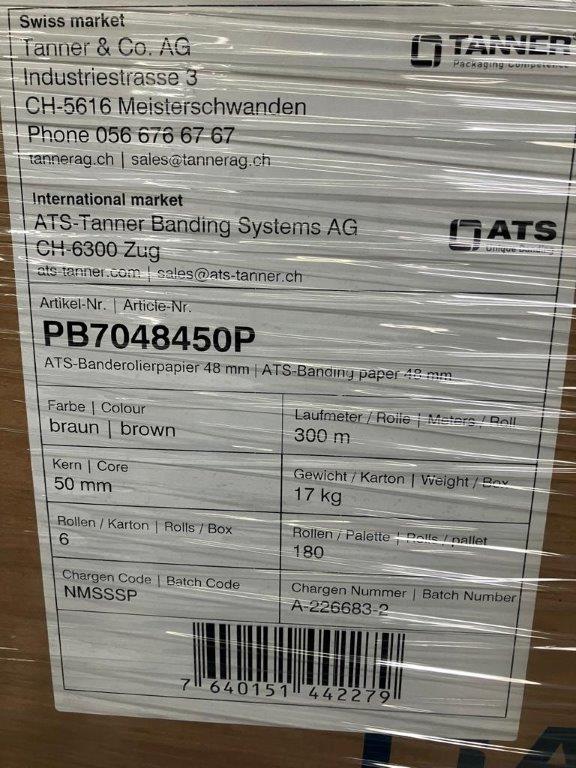 Swiss market
Tanner & Co. AG
Industriestrasse 3
CH-5616 Meisterschwanden
Phone 056 676 67 67
tannerag.ch | sales@tannerag.ch
TANNER
Packaging Competence
International market
ATS-Tanner Banding Systems AG
CH-6300 Zug
ats-tanner.com | sales@ats-tanner.ch
ATS
Unique Banding
Artikel-Nr. | Article-Nr.
PB7048450P
ATS-Banderolierpapier 48 mm | ATS-Banding paper 48 mm
Farbe | Colour
braun | brown
Laufmeter / Rolle | Meters / Roll
300 m
Kern | Core
50 mm
Gewicht / Karton | Weight / Box
17 kg
Rollen / Karton | Rolls / Box
6
Rollen / Palette | Rolls / pallet
180
Chargen Code | Batch Code
NMSSSP
Chargen Nummer | Batch Number
A-226683-2
7 640151 442279